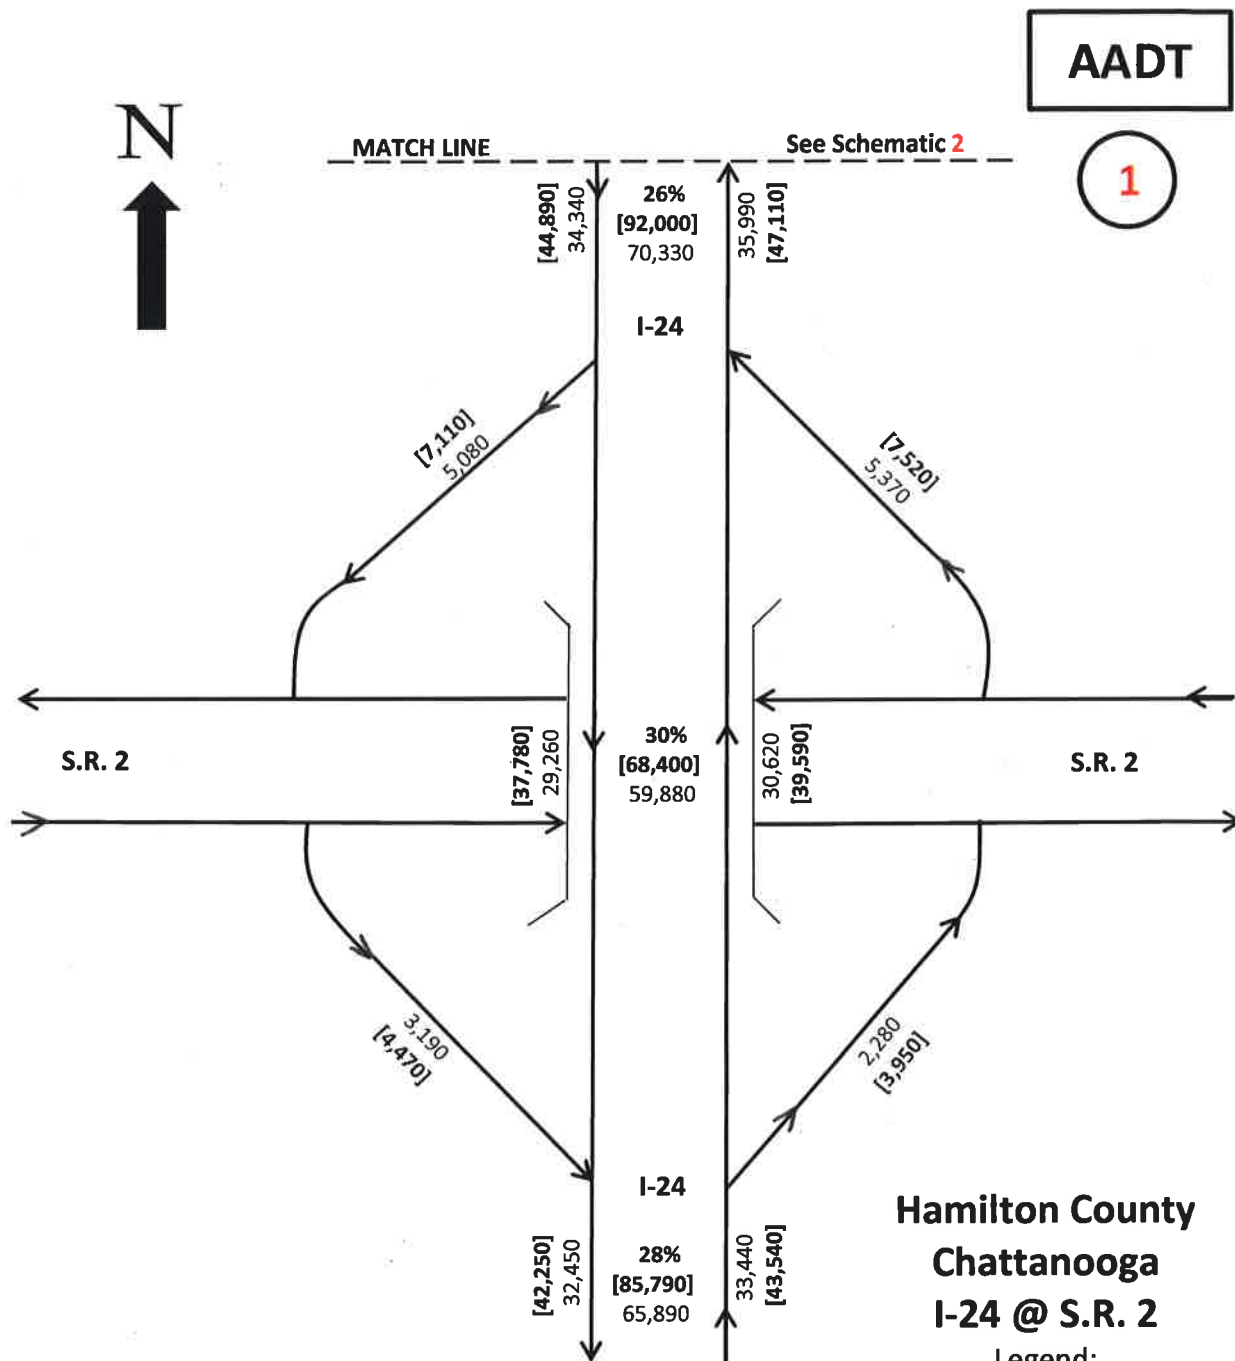 AADT
N
MATCH LINE
See Schematic 2
1
[44,890]
34,340
26%
[92,000]
70,330
35,990
[47,110]
I-24
[7,110]
5,080
[7,520]
5,370
S.R. 2
[37,780]
29,260
30%
[68,400]
59,880
30,620
[39,590]
S.R. 2
3,190
[4,470]
2,280
[3,950]
I-24
[42,250]
32,450
28%
[85,790]
65,890
33,440
[43,540]
Hamilton County
Chattanooga
I-24 @ S.R. 2
Legend: